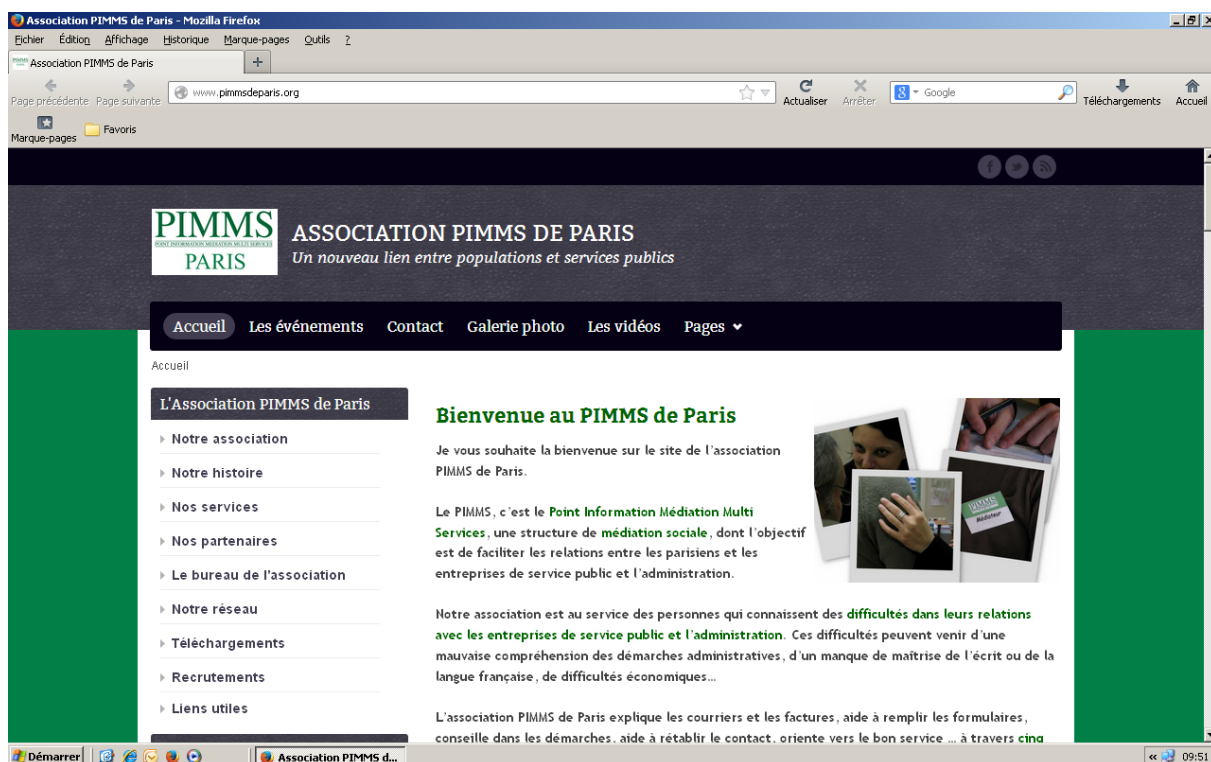 Association PIMMS de Paris - Mozilla Firefox
Fichier Édition Affichage Historique Marque-pages Outils ?
Association PIMMS de Paris
+
Page précédente Page suivante www.pimmsdeparis.org Actualiser Arrêter Google Téléchargements Accueil
Marque-pages Favoris
PIMMS
POINT INFORMATION MEDIATION MULTI SERVICES
PARIS
ASSOCIATION PIMMS DE PARIS
Un nouveau lien entre populations et services publics
Accueil Les événements Contact Galerie photo Les vidéos Pages
Accueil
L'Association PIMMS de Paris
Notre association
Notre histoire
Nos services
Nos partenaires
Le bureau de l'association
Notre réseau
Téléchargements
Recrutements
Liens utiles
Bienvenue au PIMMS de Paris
Je vous souhaite la bienvenue sur le site de l'association
PIMMS de Paris.
Le PIMMS, c'est le Point Information Médiation Multi
Services, une structure de médiation sociale, dont l'objectif
est de faciliter les relations entre les parisiens et les
entreprises de service public et l'administration.
PIMMS
Médiateur
Notre association est au service des personnes qui connaissent des difficultés dans leurs relations
avec les entreprises de service public et l'administration. Ces difficultés peuvent venir d'une
mauvaise compréhension des démarches administratives, d'un manque de maîtrise de l'écrit ou de la
langue française, de difficultés économiques...
L'association PIMMS de Paris explique les courriers et les factures, aide à remplir les formulaires,
conseille dans les démarches, aide à rétablir le contact, oriente vers le bon service ... à travers cinq
Démarrer Association PIMMS d... 09:51